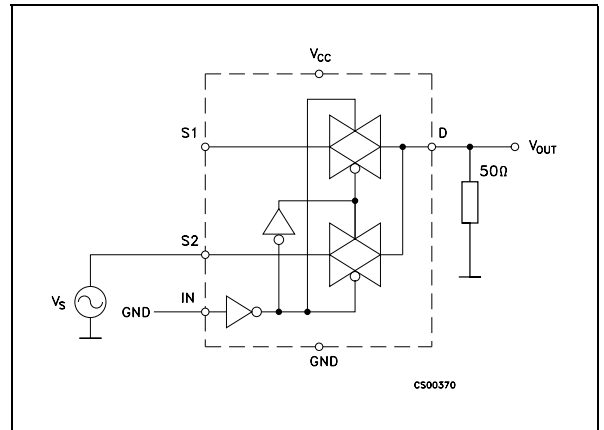 VCC
S1
D
VOUT
50Ω
S2
VS
IN
GND
GND
CS00370